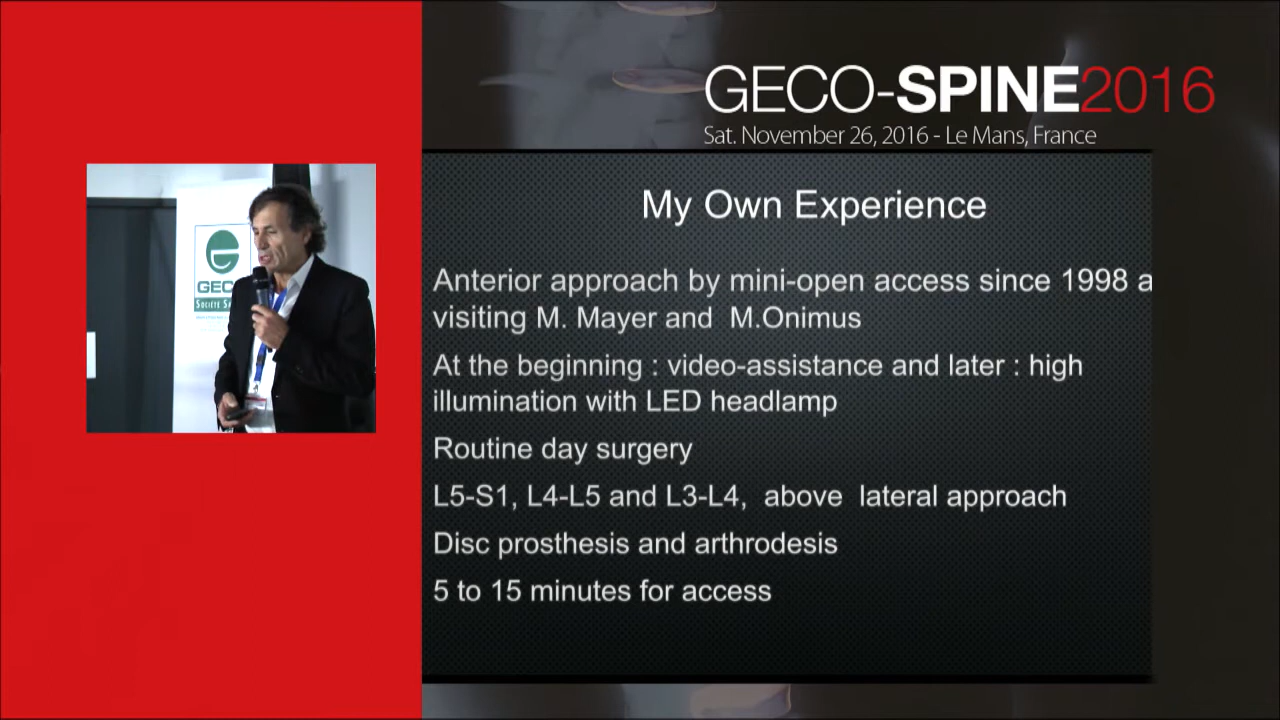 GECO-SPINE2016
Sat. November 26, 2016 - Le Mans, France
My Own Experience
Anterior approach by mini-open access since 1998 a
visiting M. Mayer and M.Onimus
At the beginning : video-assistance and later : high
illumination with LED headlamp
Routine day surgery
L5-S1, L4-L5 and L3-L4, above lateral approach
Disc prosthesis and arthrodesis
5 to 15 minutes for access
GEC